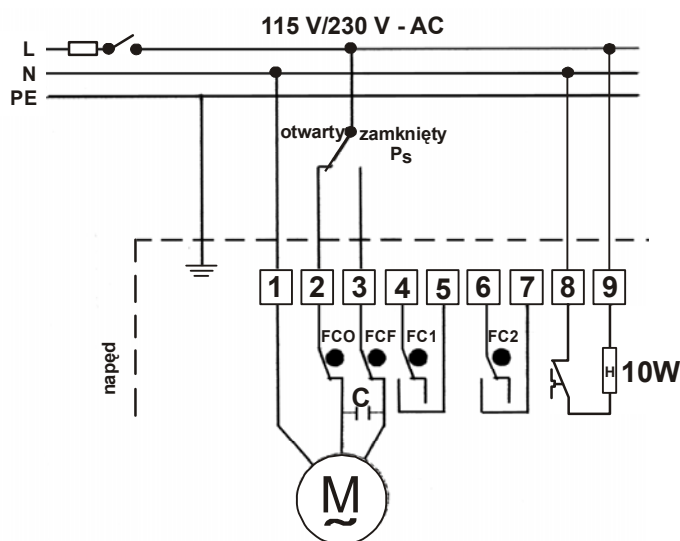 115 V/230 V - AC
L
N
PE
otwarty zamknięty
Ps
1 2 3 4 5 6 7 8 9
napęd
FCO FCF FC1 FC2
C
H 10W
M
~